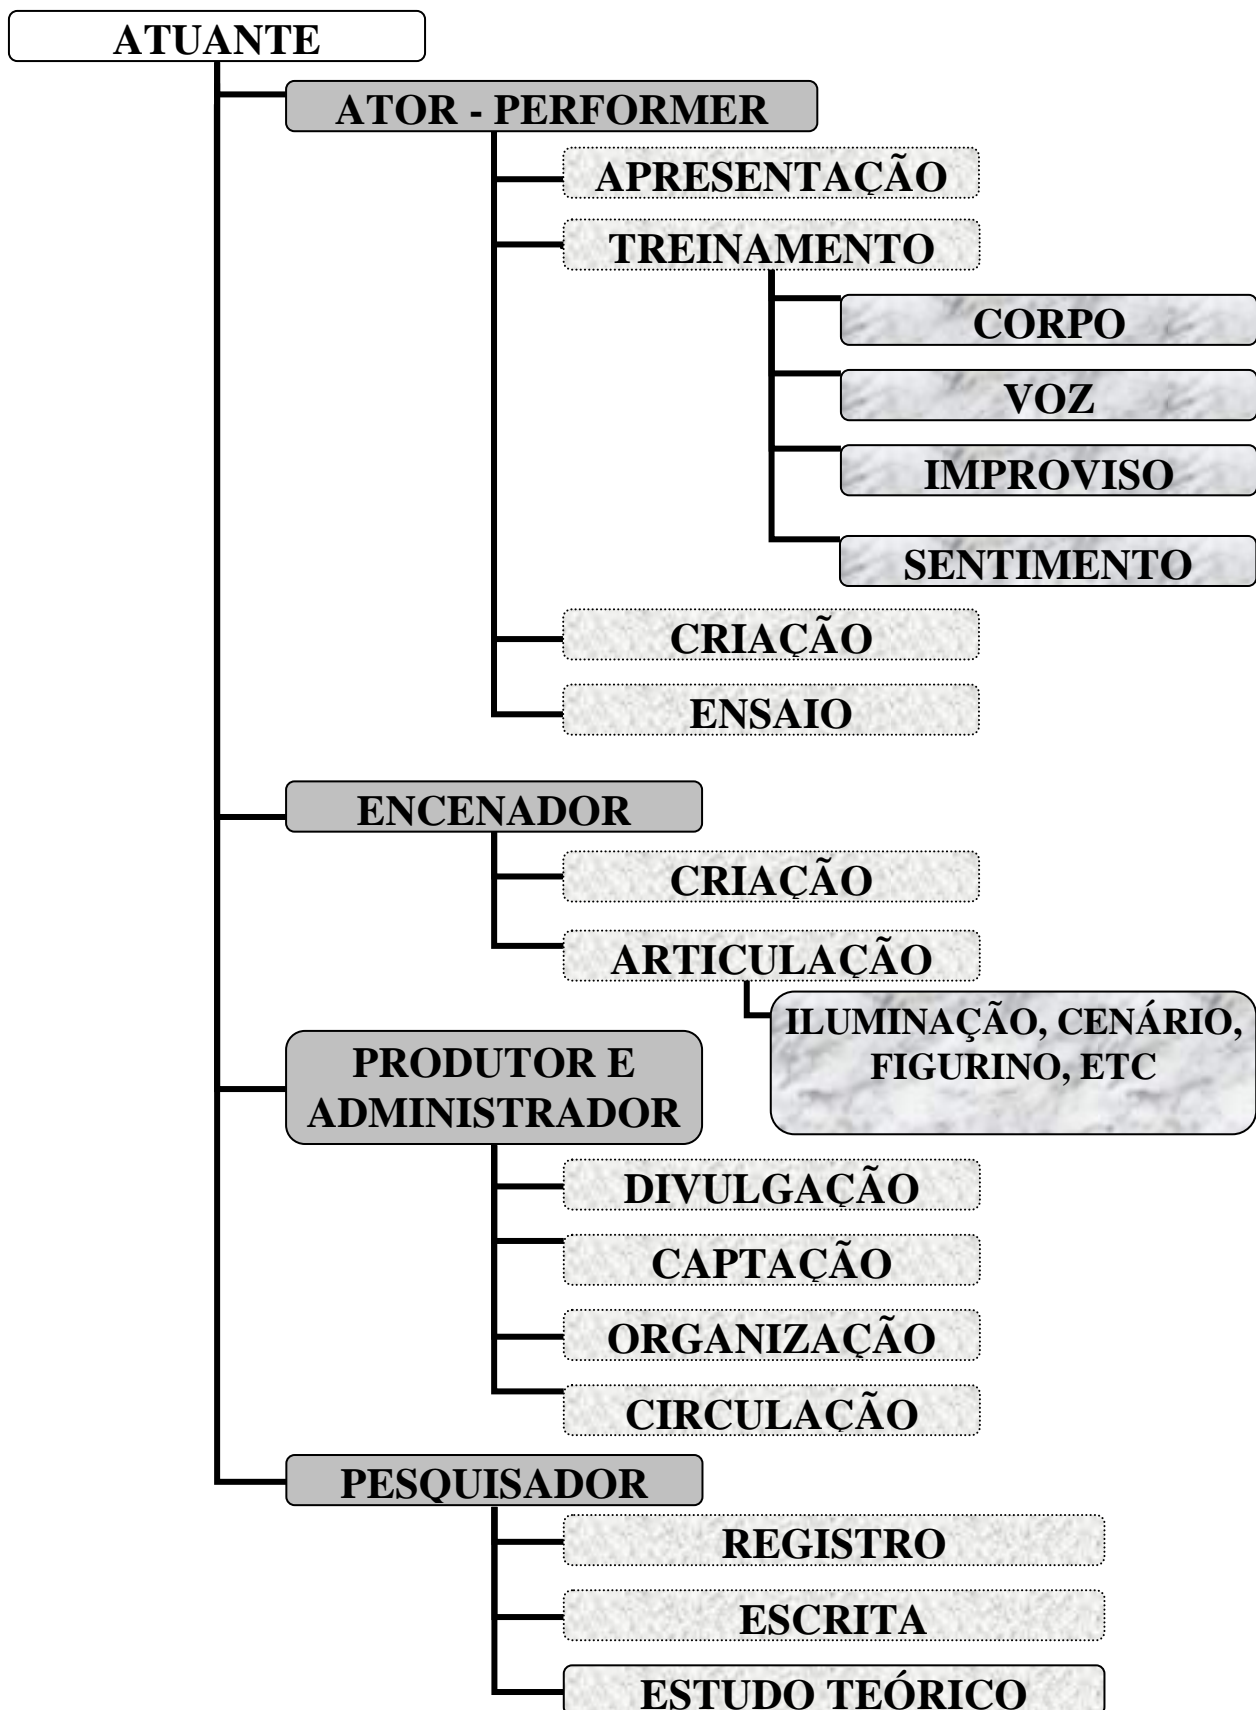 ATUANTE
ATOR - PERFORMER
APRESENTAÇÃO
TREINAMENTO
CORPO
VOZ
IMPROVISO
SENTIMENTO
CRIAÇÃO
ENSAIO
ENCENADOR
CRIAÇÃO
ARTICULAÇÃO
ILUMINAÇÃO, CENÁRIO,
FIGURINO, ETC
PRODUTOR E
ADMINISTRADOR
DIVULGAÇÃO
CAPTAÇÃO
ORGANIZAÇÃO
CIRCULAÇÃO
PESQUISADOR
REGISTRO
ESCRITA
ESTUDO TEÓRICO